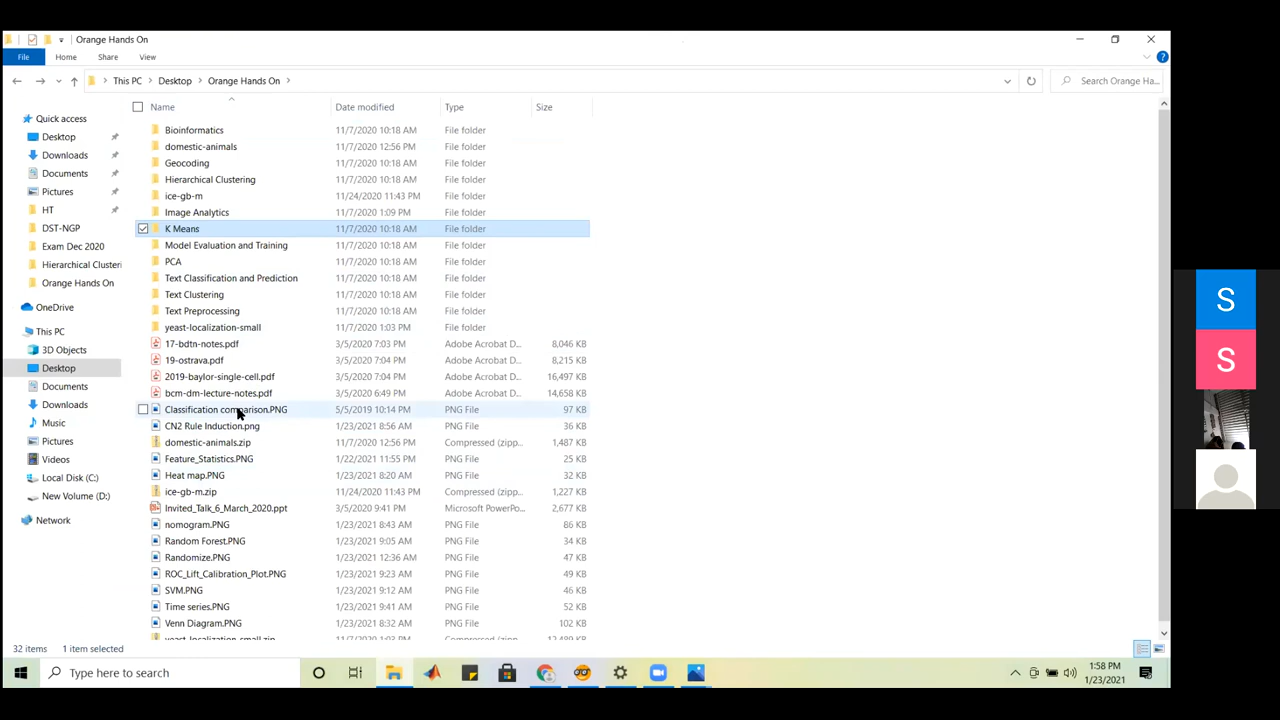 Orange Hands On
File Home Share View
This PC > Desktop > Orange Hands On >
Search Orange Ha...
Name Date modified Type Size
Quick access
Desktop
Downloads
Documents
Pictures
HT
DST-NGP
Exam Dec 2020
Hierarchical Clusteri
Orange Hands On
OneDrive
This PC
3D Objects
Desktop
Documents
Downloads
Music
Pictures
Videos
Local Disk (C:)
New Volume (D:)
Network
Bioinformatics 11/7/2020 10:18 AM File folder
domestic-animals 11/7/2020 12:56 PM File folder
Geocoding 11/7/2020 10:18 AM File folder
Hierarchical Clustering 11/7/2020 10:18 AM File folder
ice-gb-m 11/24/2020 11:43 PM File folder
Image Analytics 11/7/2020 1:09 PM File folder
K Means 11/7/2020 10:18 AM File folder
Model Evaluation and Training 11/7/2020 10:18 AM File folder
PCA 11/7/2020 10:18 AM File folder
Text Classification and Prediction 11/7/2020 10:18 AM File folder
Text Clustering 11/7/2020 10:18 AM File folder
Text Preprocessing 11/7/2020 10:18 AM File folder
yeast-localization-small 11/7/2020 1:03 PM File folder
17-bdtn-notes.pdf 3/5/2020 7:03 PM Adobe Acrobat D... 8,046 KB
19-ostrava.pdf 3/5/2020 7:04 PM Adobe Acrobat D... 8,215 KB
2019-baylor-single-cell.pdf 3/5/2020 7:04 PM Adobe Acrobat D... 16,497 KB
bcm-dm-lecture-notes.pdf 3/5/2020 6:49 PM Adobe Acrobat D... 14,658 KB
Classification comparison.PNG 5/5/2019 10:14 PM PNG File 97 KB
CN2 Rule Induction.png 1/23/2021 8:56 AM PNG File 36 KB
domestic-animals.zip 11/7/2020 12:56 PM Compressed (zipp... 1,487 KB
Feature_Statistics.PNG 1/22/2021 11:55 PM PNG File 25 KB
Heat map.PNG 1/23/2021 8:20 AM PNG File 32 KB
ice-gb-m.zip 11/24/2020 11:43 PM Compressed (zipp... 1,227 KB
Invited_Talk_6_March_2020.ppt 3/5/2020 9:41 PM Microsoft PowerPo... 2,677 KB
nomogram.PNG 1/23/2021 8:43 AM PNG File 86 KB
Random Forest.PNG 1/23/2021 9:05 AM PNG File 34 KB
Randomize.PNG 1/23/2021 12:36 AM PNG File 47 KB
ROC_Lift_Calibration_Plot.PNG 1/23/2021 9:23 AM PNG File 49 KB
SVM.PNG 1/23/2021 9:12 AM PNG File 46 KB
Time series.PNG 1/23/2021 9:41 AM PNG File 52 KB
Venn Diagram.PNG 1/23/2021 8:32 AM PNG File 102 KB
yeast-localization-small.zip 11/7/2020 1:03 PM Compressed (zipp... 12,489 KB
32 items 1 item selected
Type here to search
1:58 PM
1/23/2021
S
S